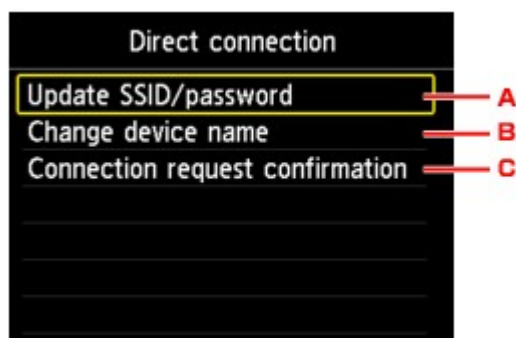 Direct connection
Update SSID/password A
Change device name B
Connection request confirmation C